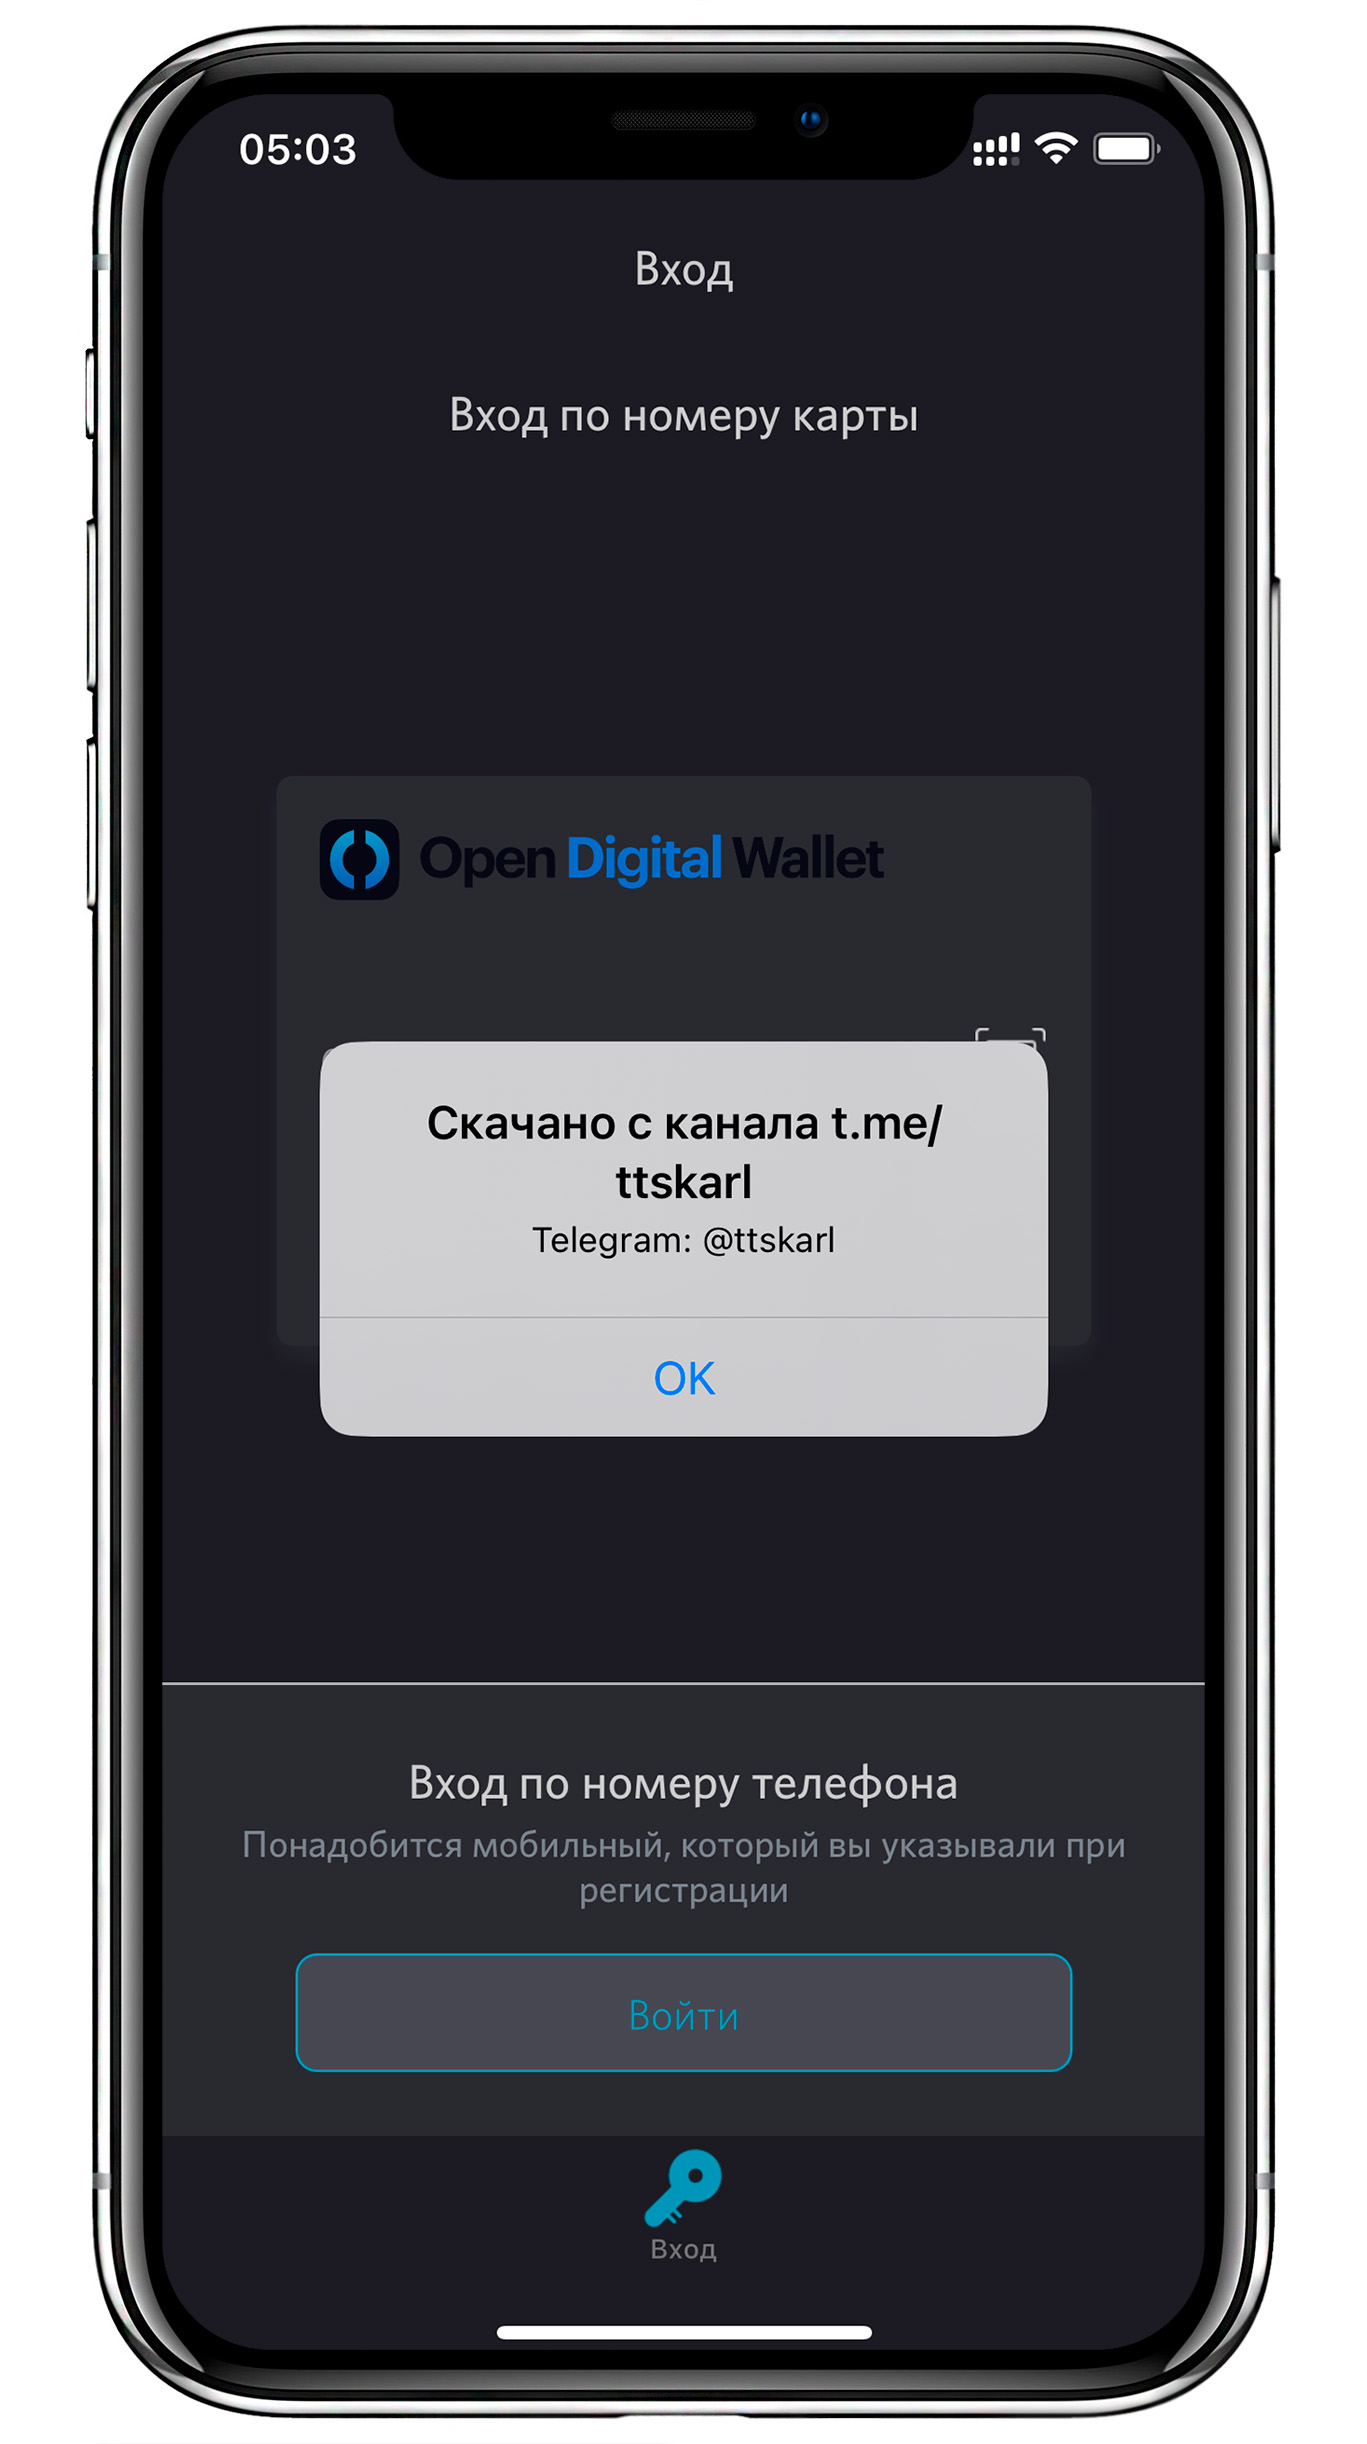 05:03
Вход
Вход по номеру карты
Open Digital Wallet
Скачано с канала t.me/
ttskarl
Telegram: @ttskarl
OK
Вход по номеру телефона
Понадобится мобильный, который вы указывали при
регистрации
Войти
Вход